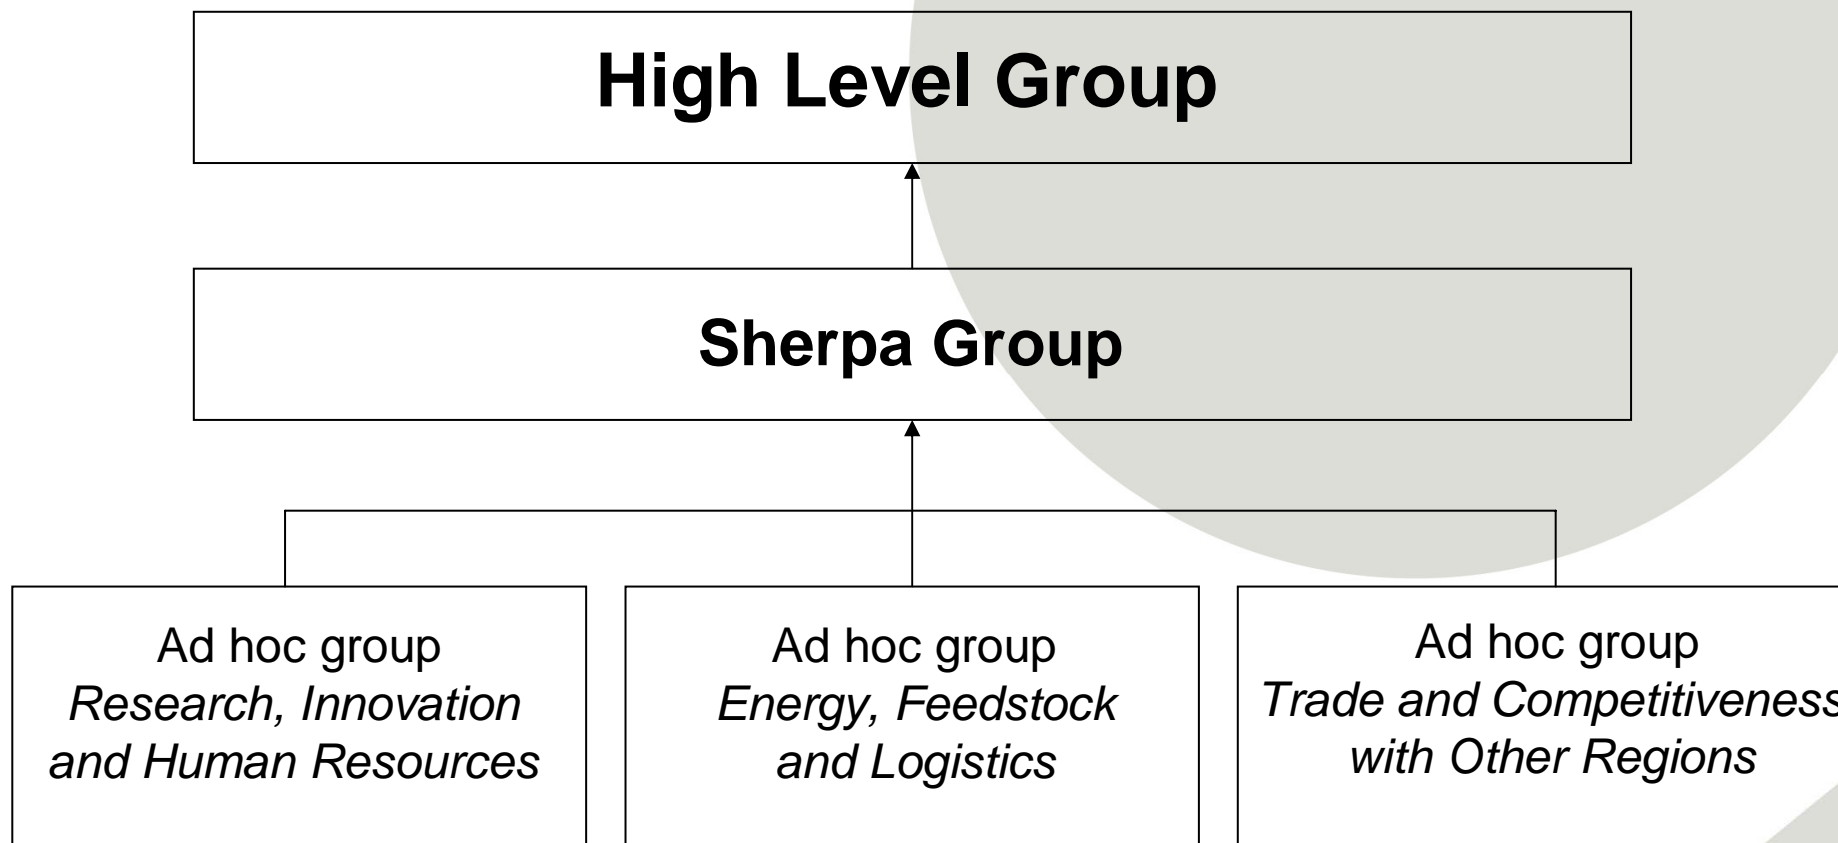 High Level Group
Sherpa Group
Ad hoc group
Research, Innovation
and Human Resources
Ad hoc group
Energy, Feedstock
and Logistics
Ad hoc group
Trade and Competitiveness
with Other Regions